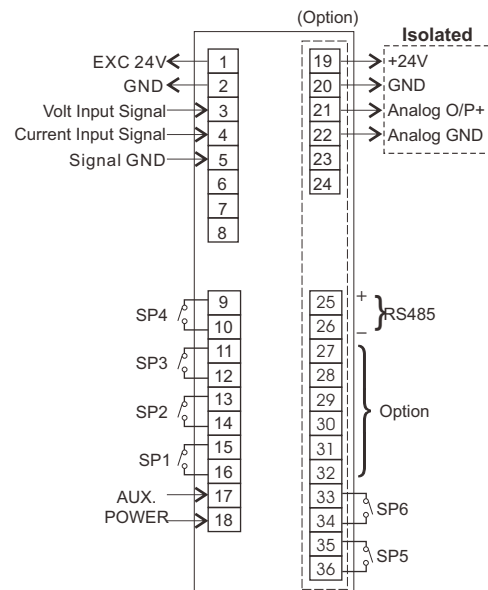 (Option)
Isolated
EXC 24V 1
GND 2
Volt Input Signal 3
Current Input Signal 4
Signal GND 5
6
7
8
19 +24V
20 GND
21 Analog O/P+
22 Analog GND
23
24
SP4 9
10
SP3 11
12
SP2 13
14
SP1 15
16
AUX. 17
POWER 18
25 +
26 –
RS485
27
28
29
30
31
32
Option
33
34
SP6
35
36
SP5